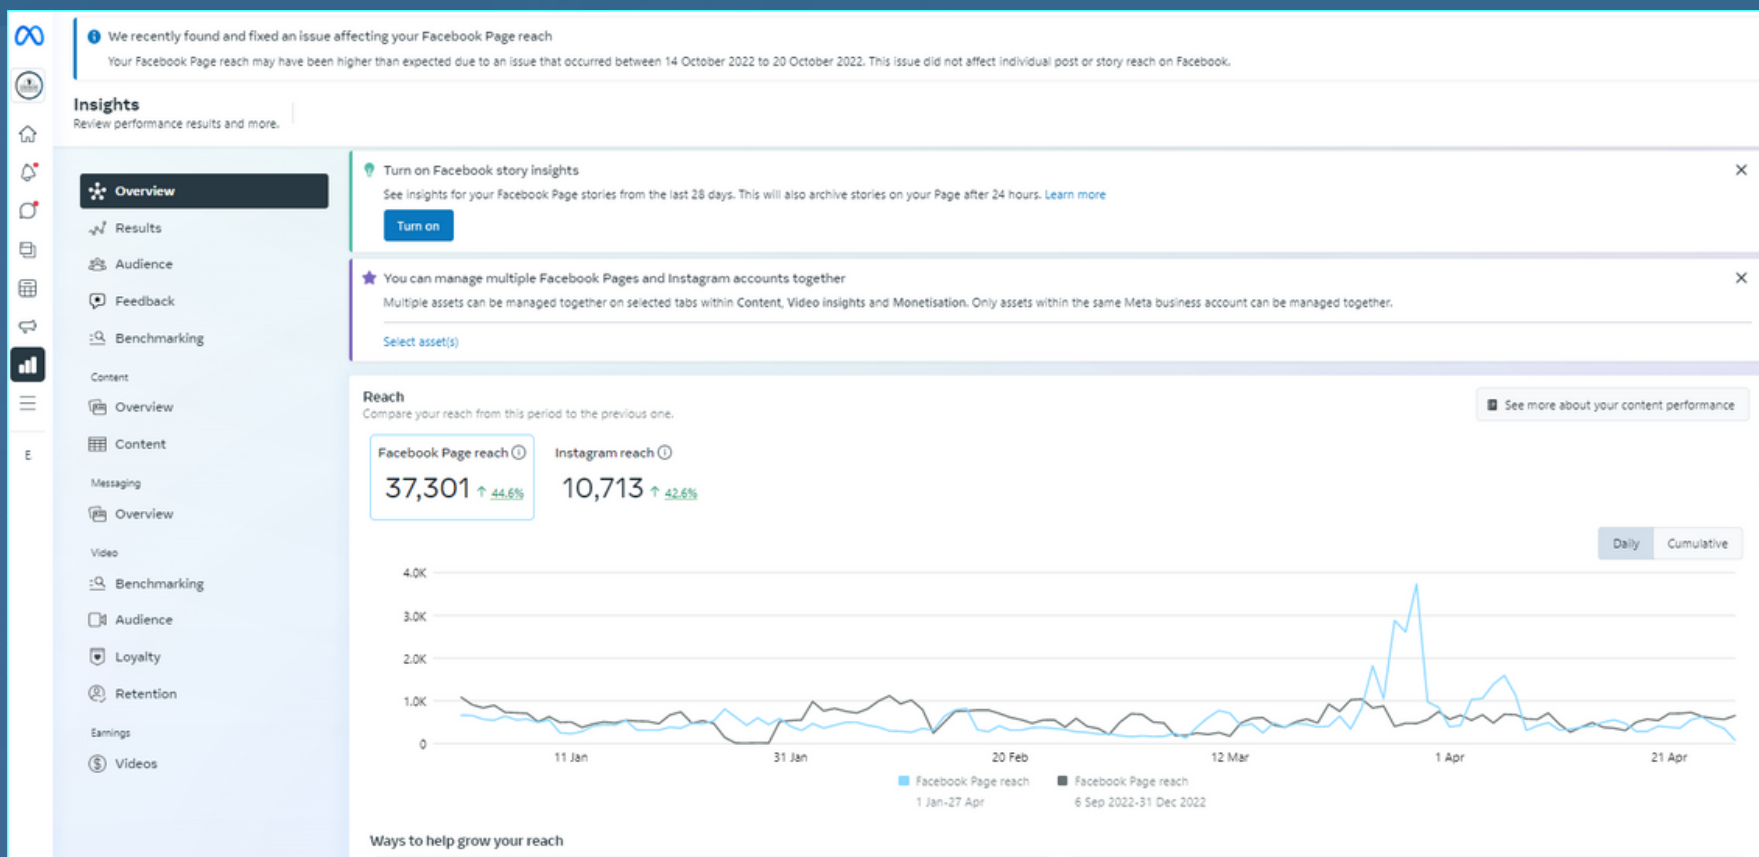 We recently found and fixed an issue affecting your Facebook Page reach
Your Facebook Page reach may have been higher than expected due to an issue that occurred between 14 October 2022 to 20 October 2022. This issue did not affect individual post or story reach on Facebook.
Insights
Review performance results and more.
Overview
Results
Audience
Feedback
Benchmarking
Content
Overview
Content
Messaging
Overview
Video
Benchmarking
Audience
Loyalty
Retention
Earnings
Videos
E
Turn on Facebook story insights
See insights for your Facebook Page stories from the last 28 days. This will also archive stories on your Page after 24 hours. Learn more
Turn on
You can manage multiple Facebook Pages and Instagram accounts together
Multiple assets can be managed together on selected tabs within Content, Video insights and Monetisation. Only assets within the same Meta business account can be managed together.
Select asset(s)
Reach
Compare your reach from this period to the previous one.
See more about your content performance
Facebook Page reach
37,301 ↑ 44.6%
Instagram reach
10,713 ↑ 42.6%
Daily Cumulative
4.0K
3.0K
2.0K
1.0K
0
11 Jan 31 Jan 20 Feb 12 Mar 1 Apr 21 Apr
Facebook Page reach
1 Jan-27 Apr
Facebook Page reach
6 Sep 2022-31 Dec 2022
Ways to help grow your reach